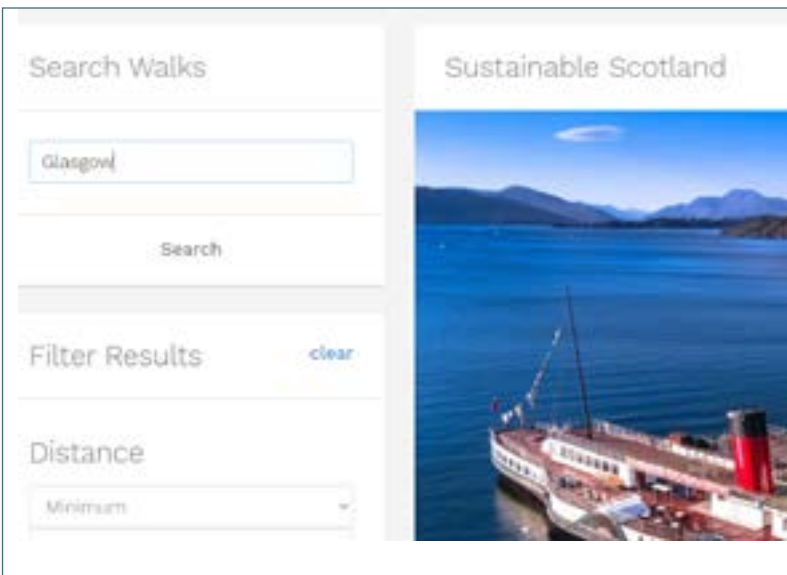 Search Walks
Glasgow
Search
Filter Results
clear
Distance
Minimum
Sustainable Scotland